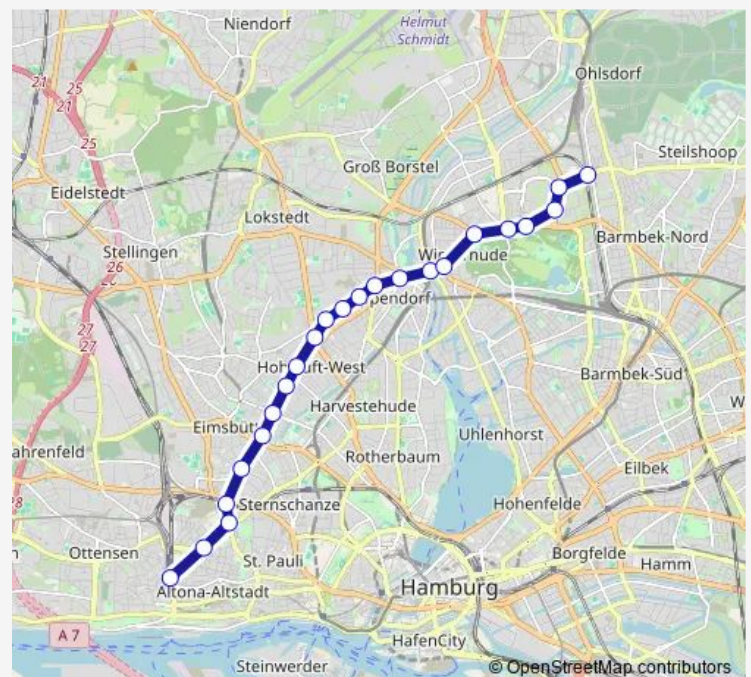 Niendorf
Helmut
Schmidt
Ohlsdorf
21
25
21
25
Groß Borstel
Steilshoop
Eidelstedt
Lokstedt
Barmbek-Nord
Stellingen
26
27
27
Barmbek-Süd
Harvestehude
Uhlenhorst
Rotherbaum
Eilbek
Sternschanze
Hohenfelde
Ottensen
St. Pauli
Borgfelde
Hamm
Altona-Altstadt
Hamburg
A 7
HafenCity
Steinwerder
© OpenStreetMap contributors